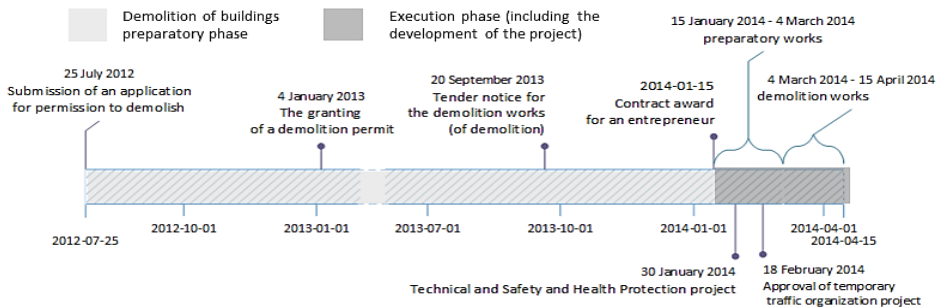 Demolition of buildings
preparatory phase
Execution phase (including the
development of the project)
15 January 2014 - 4 March 2014
preparatory works
25 July 2012
Submission of an application
for permission to demolish
4 January 2013
The granting
of a demolition permit
20 September 2013
Tender notice for
the demolition works
(of demolition)
2014-01-15
Contract award
for an entrepreneur
4 March 2014 - 15 April 2014
demolition works
2012-07-25
2012-10-01
2013-01-01
2013-07-01
2013-10-01
2014-01-01
2014-04-01
2014-04-15
30 January 2014
Technical and Safety and Health Protection project
18 February 2014
Approval of temporary
traffic organization project